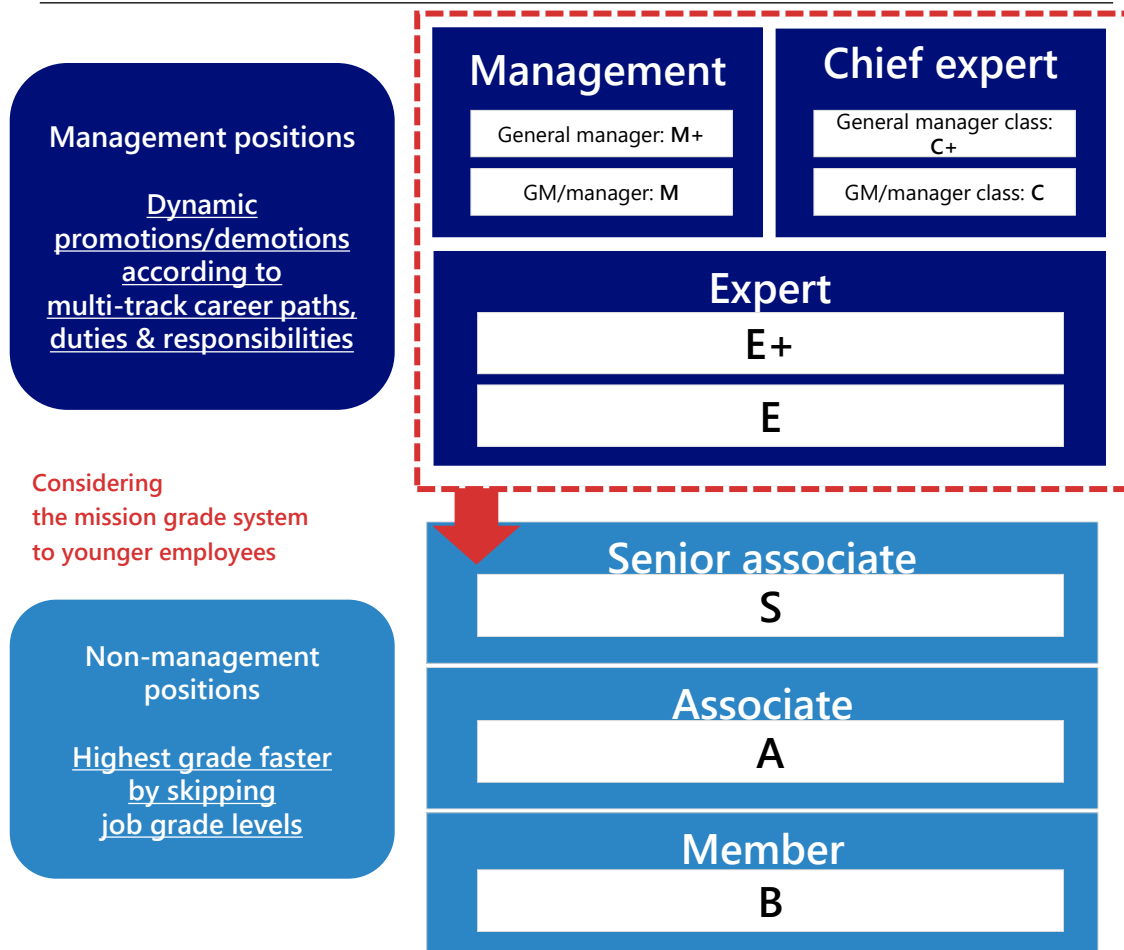 Management positions
Dynamic
promotions/demotions
according to
multi-track career paths,
duties & responsibilities
Management
General manager: M+
GM/manager: M
Chief expert
General manager class:
C+
GM/manager class: C
Expert
E+
E
Considering
the mission grade system
to younger employees
Non-management
positions
Highest grade faster
by skipping
job grade levels
Senior associate
S
Associate
A
Member
B